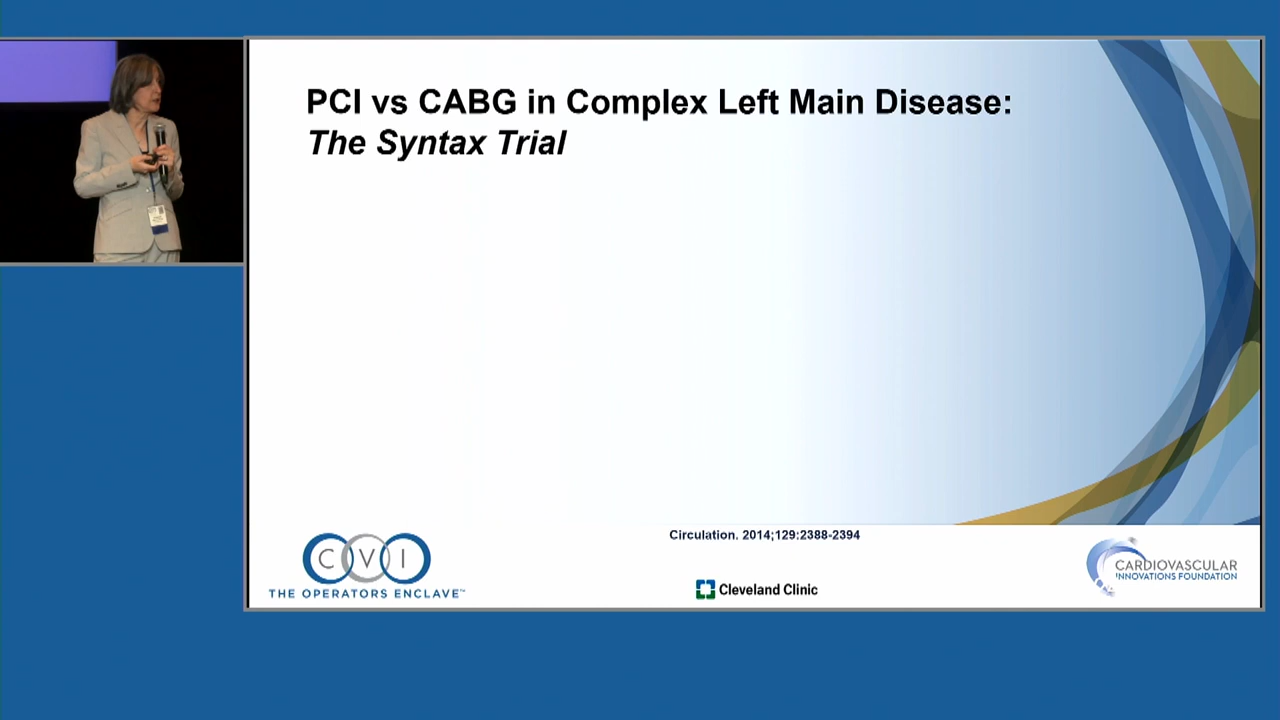 PCI vs CABG in Complex Left Main Disease:
The Syntax Trial
Circulation. 2014;129:2388-2394
CVI
THE OPERATORS ENCLAVE™
Cleveland Clinic
CARDIOVASCULAR
INNOVATIONS FOUNDATION